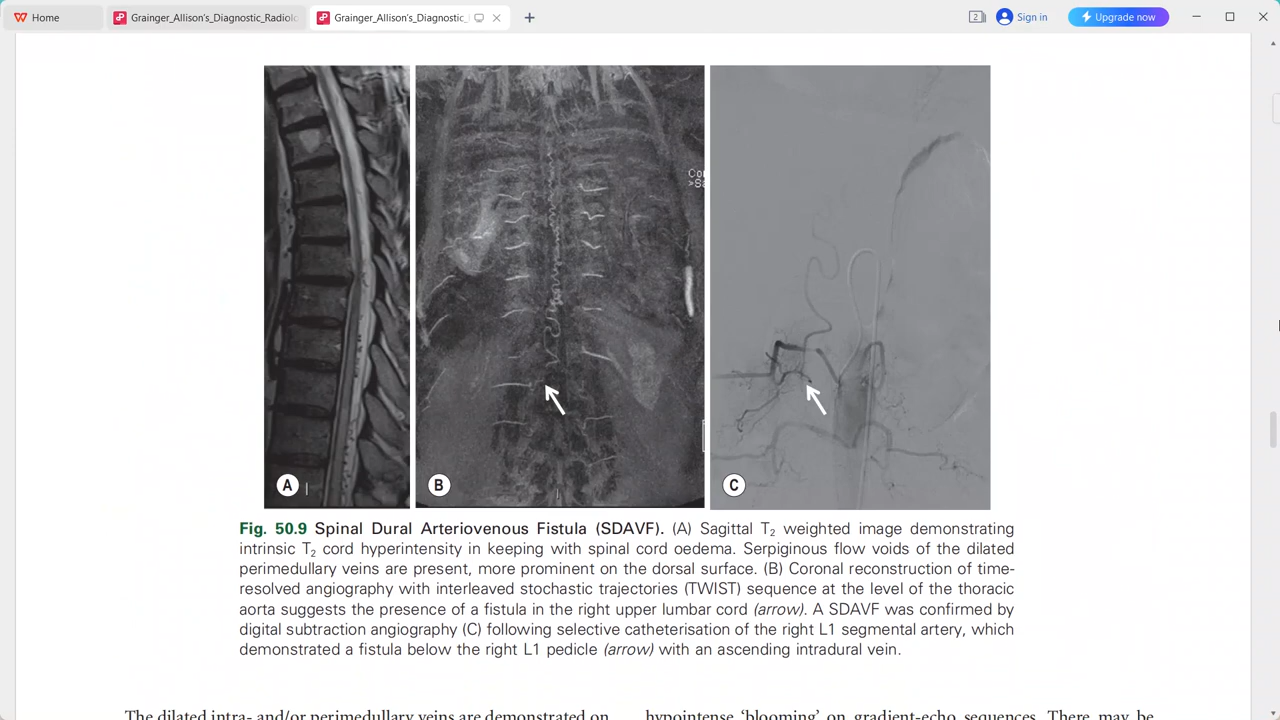 Home
Grainger_Allison's_Diagnostic_Radiolo
Grainger_Allison's_Diagnostic_
2
Sign in
Upgrade now
Co
>Sa
A
B
C
Fig. 50.9 Spinal Dural Arteriovenous Fistula (SDAVF). (A) Sagittal T2 weighted image demonstrating
intrinsic T2 cord hyperintensity in keeping with spinal cord oedema. Serpiginous flow voids of the dilated
perimedullary veins are present, more prominent on the dorsal surface. (B) Coronal reconstruction of time-
resolved angiography with interleaved stochastic trajectories (TWIST) sequence at the level of the thoracic
aorta suggests the presence of a fistula in the right upper lumbar cord (arrow). A SDAVF was confirmed by
digital subtraction angiography (C) following selective catheterisation of the right L1 segmental artery, which
demonstrated a fistula below the right L1 pedicle (arrow) with an ascending intradural vein.
The dilated intra- and/or perimedullary veins are demonstrated on
hypointense ‘blooming’ on gradient-echo sequences. There may be